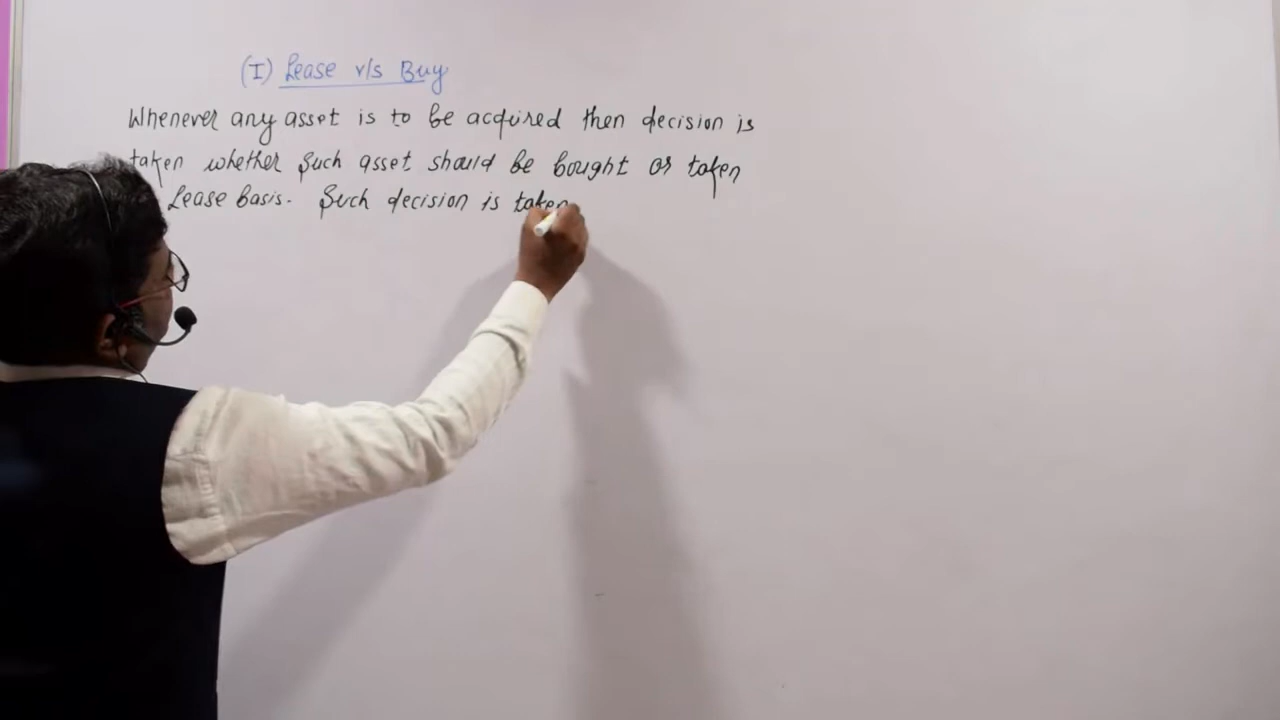 (I) Lease v/s Buy
Whenever any asset is to be acquired then decision is
taken whether such asset should be bought or taken
Lease Basis. Such decision is taken